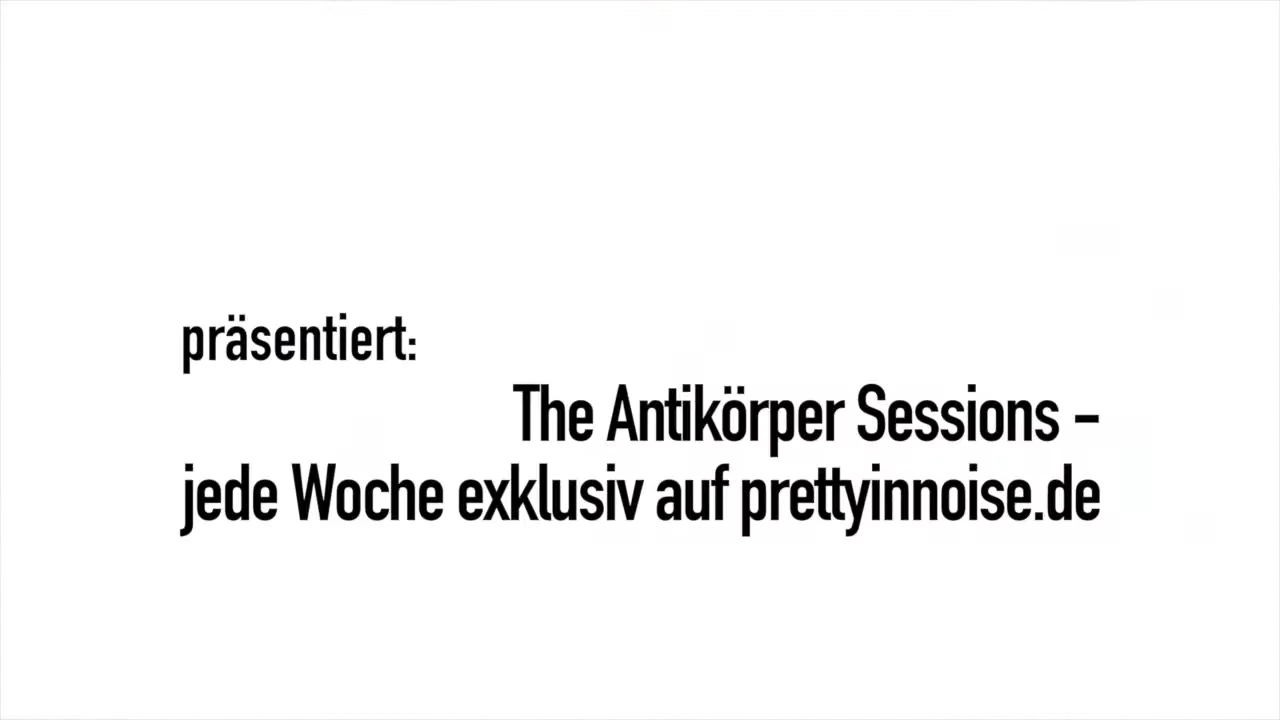 präsentiert:
The Antikörper Sessions –
jede Woche exklusiv auf prettyinnoise.de